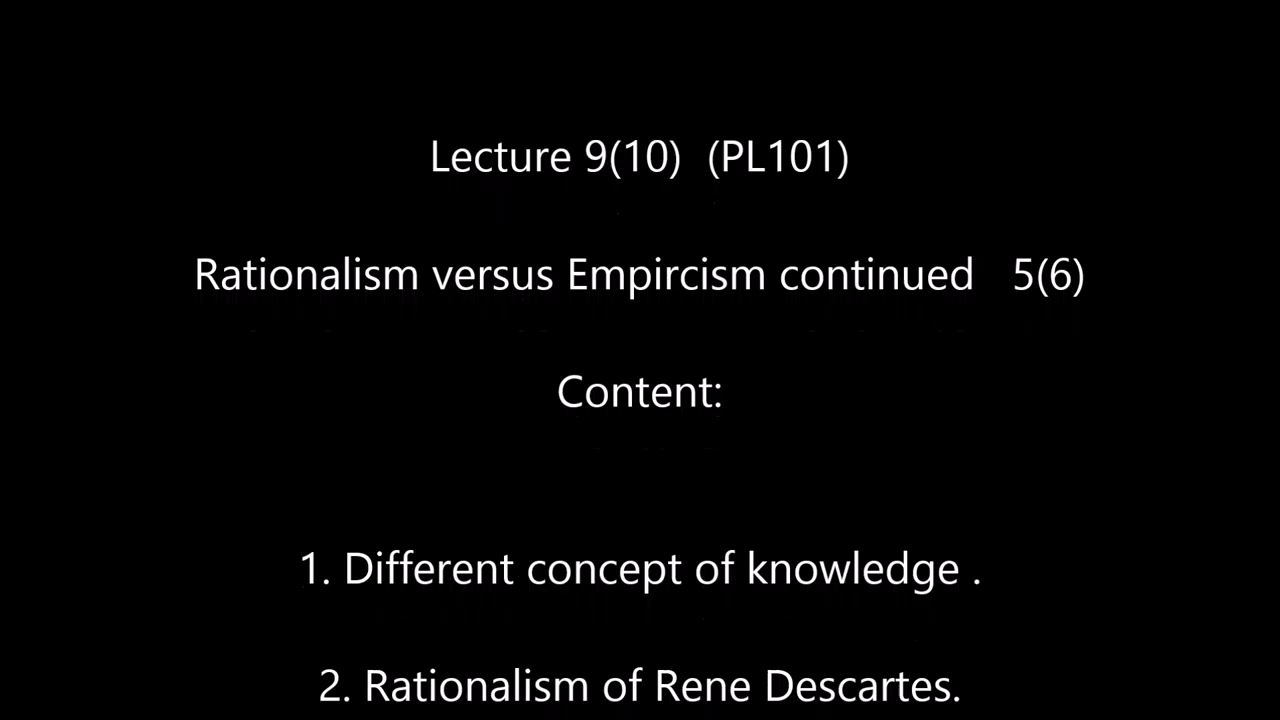 Lecture 9(10) (PL101)
Rationalism versus Empircism continued 5(6)
Content:
1. Different concept of knowledge .
2. Rationalism of Rene Descartes.